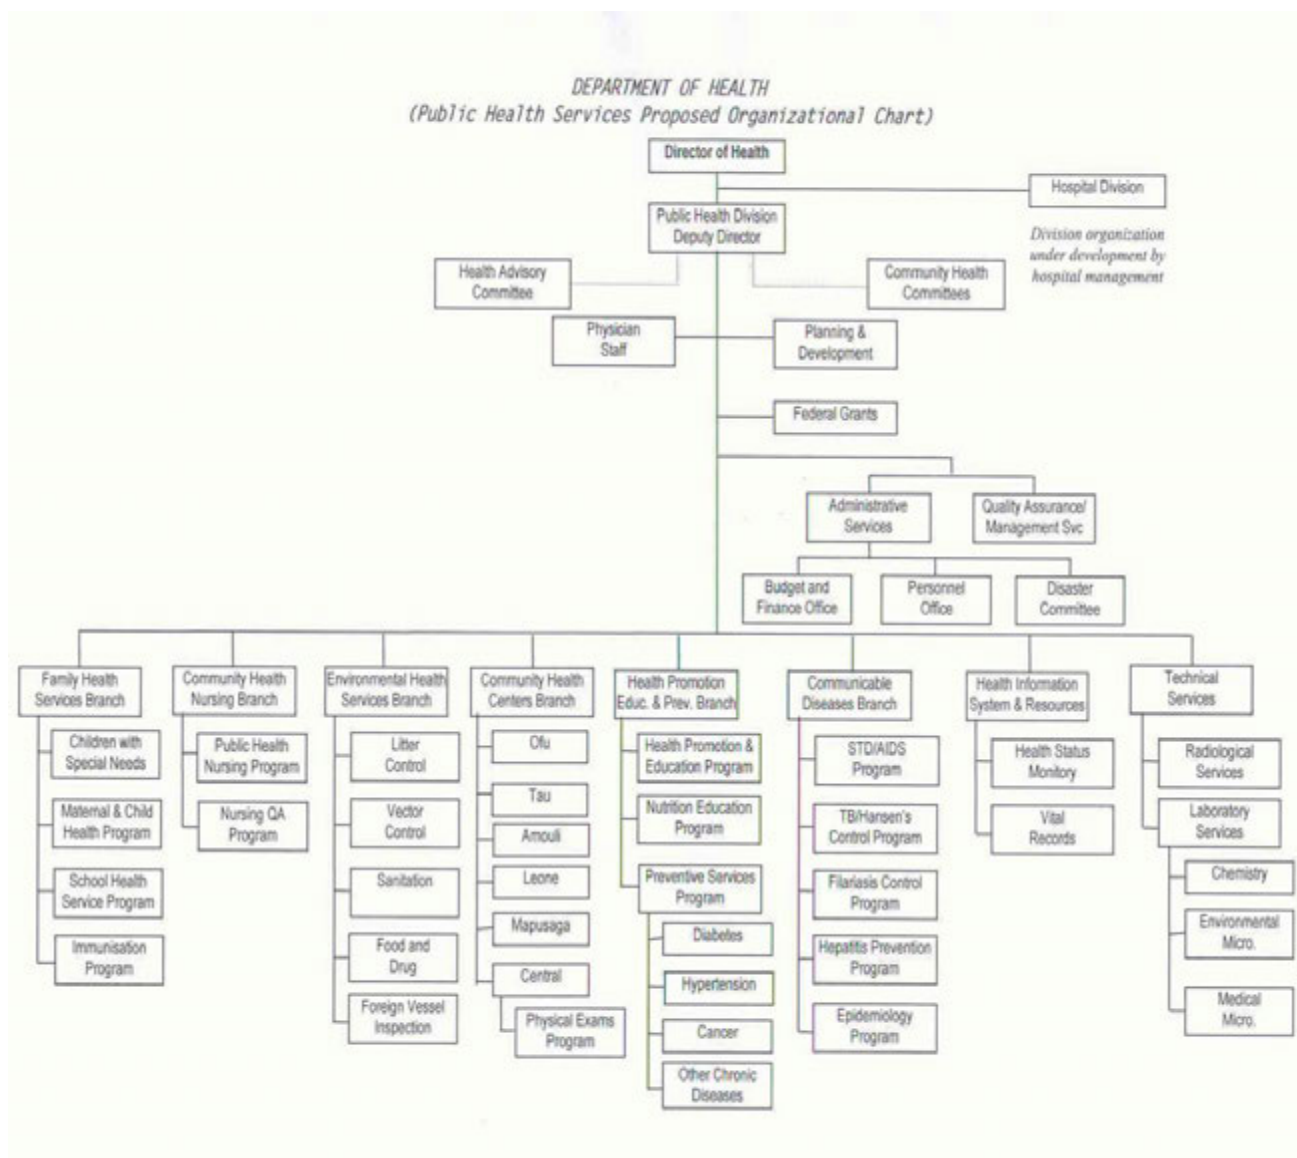 DEPARTMENT OF HEALTH
(Public Health Services Proposed Organizational Chart)
Director of Health
Hospital Division
Public Health Division
Deputy Director
Division organization
under development by
hospital management
Health Advisory
Committee
Community Health
Committees
Physician
Staff
Planning &
Development
Federal Grants
Administrative
Services
Quality Assurance/
Management Svc
Budget and
Finance Office
Personnel
Office
Disaster
Committee
Family Health
Services Branch
Children with
Special Needs
Maternal & Child
Health Program
School Health
Service Program
Immunisation
Program
Community Health
Nursing Branch
Public Health
Nursing Program
Nursing QA
Program
Environmental Health
Services Branch
Litter
Control
Vector
Control
Sanitation
Food and
Drug
Foreign Vessel
Inspection
Community Health
Centers Branch
Ofu
Tau
Amouli
Leone
Mapusaga
Central
Physical Exams
Program
Health Promotion
Educ. & Prev. Branch
Health Promotion &
Education Program
Nutrition Education
Program
Preventive Services
Program
Diabetes
Hypertension
Cancer
Other Chronic
Diseases
Communicable
Diseases Branch
STD/AIDS
Program
TB/Hansen's
Control Program
Filariasis Control
Program
Hepatitis Prevention
Program
Epidemiology
Program
Health Information
System & Resources
Health Status
Monitory
Vital
Records
Technical
Services
Radiological
Services
Laboratory
Services
Chemistry
Environmental
Micro.
Medical
Micro.